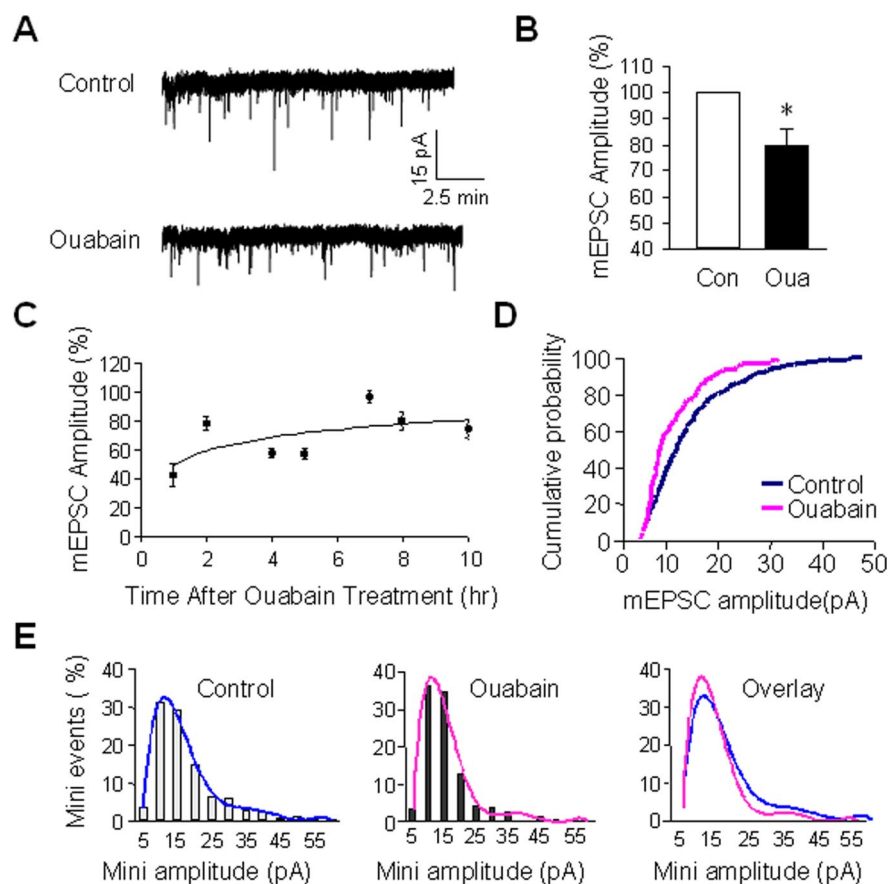 A
Control
15 pA
2.5 min
Ouabain
B
mEPSC Amplitude (%)
110
100
90
80
70
60
50
40
*
Con Oua
C
mEPSC Amplitude (%)
120
100
80
60
40
20
0
0 2 4 6 8 10
Time After Ouabain Treatment (hr)
D
Cumulative probability
100
80
60
40
20
0
Control
Ouabain
0 10 20 30 40 50
mEPSC amplitude(pA)
E
Mini events ( %)
40
30
20
10
0
Control
5 15 25 35 45 55
Mini amplitude (pA)
40
30
20
10
0
Ouabain
5 15 25 35 45 55
Mini amplitude (pA)
40
30
20
10
0
Overlay
5 15 25 35 45 55
Mini amplitude (pA)